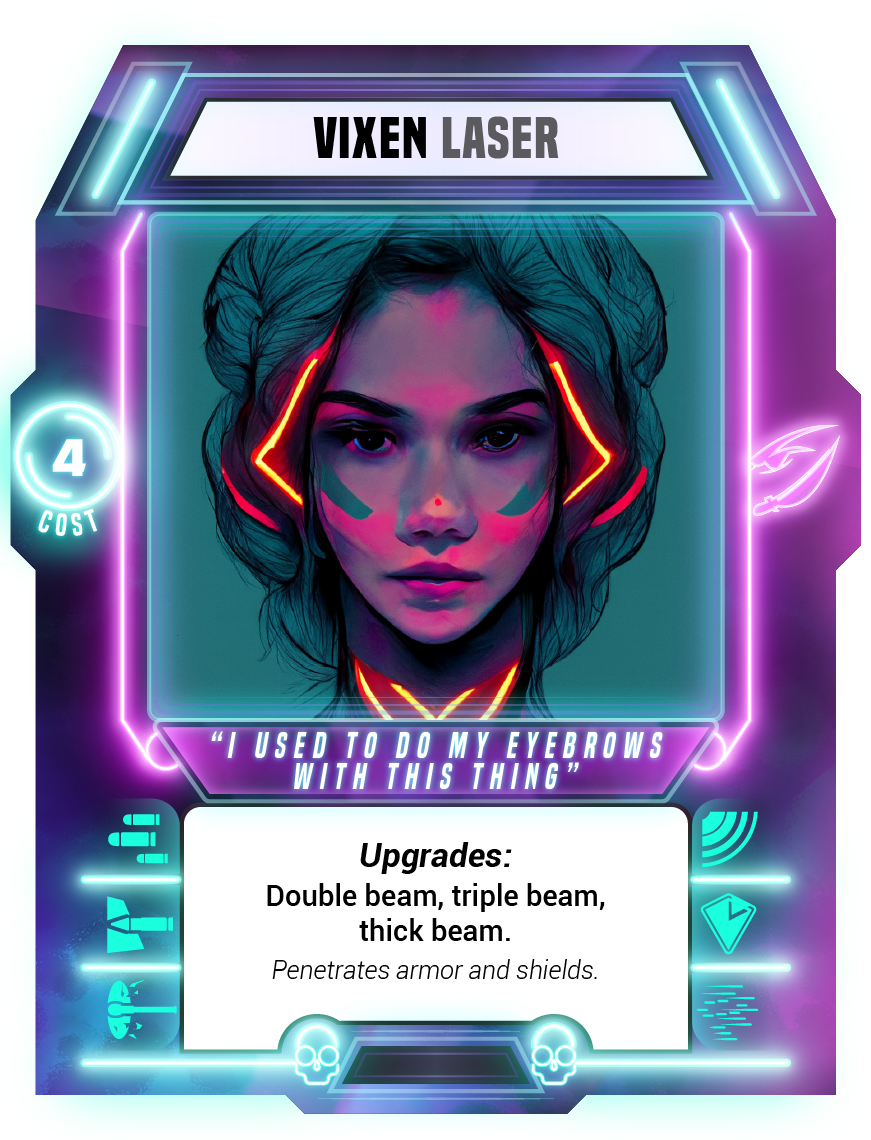 VIXEN LASER
4
COST
“I USED TO DO MY EYEBROWS
WITH THIS THING”
Upgrades:
Double beam, triple beam,
thick beam.
Penetrates armor and shields.